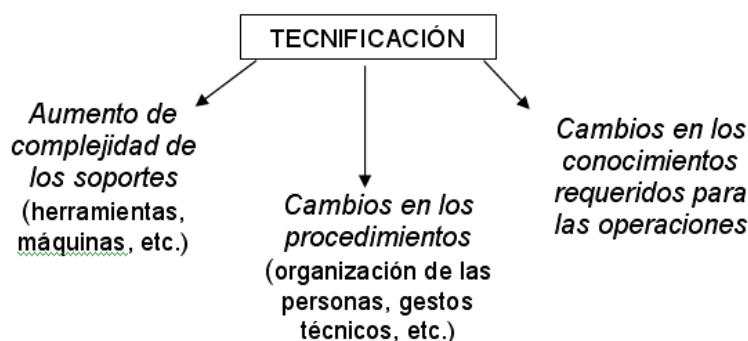 TECNIFICACIÓN
Aumento de
complejidad de
los soportes
(herramientas,
máquinas, etc.)
Cambios en los
procedimientos
(organización de las
personas, gestos
técnicos, etc.)
Cambios en los
conocimientos
requeridos para
las operaciones